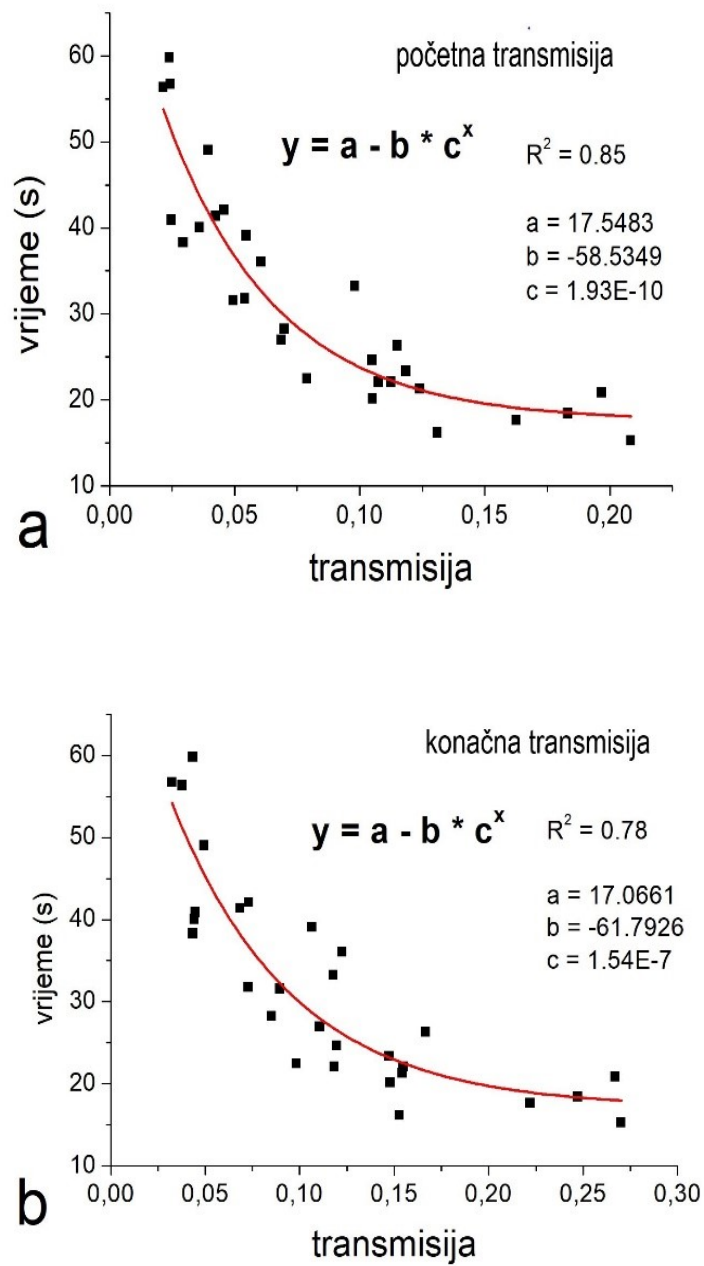 početna transmisija
y = a - b * c^x
R² = 0.85
a = 17.5483
b = -58.5349
c = 1.93E-10
vrijeme (s)
60
50
40
30
20
10
0,00 0,05 0,10 0,15 0,20
transmisija
a
konačna transmisija
y = a - b * c^x
R² = 0.78
a = 17.0661
b = -61.7926
c = 1.54E-7
vrijeme (s)
60
50
40
30
20
10
0,00 0,05 0,10 0,15 0,20 0,25 0,30
transmisija
b